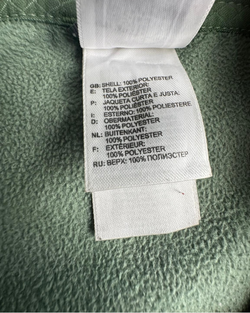 GB: SHELL: 100% POLYESTER
E: TELA EXTERIOR:
100% POLIÉSTER
P: JAQUETA CURTA E JUSTA:
100% POLIÉSTER
I: ESTERNO: 100% POLIESTERE
D: OBERMATERIAL:
100% POLYESTER
NL: BUITENKANT:
100% POLYESTER
F: EXTÉRIEUR:
100% POLYESTER
RU: ВЕРХ: 100% ПОЛИЭСТЕР